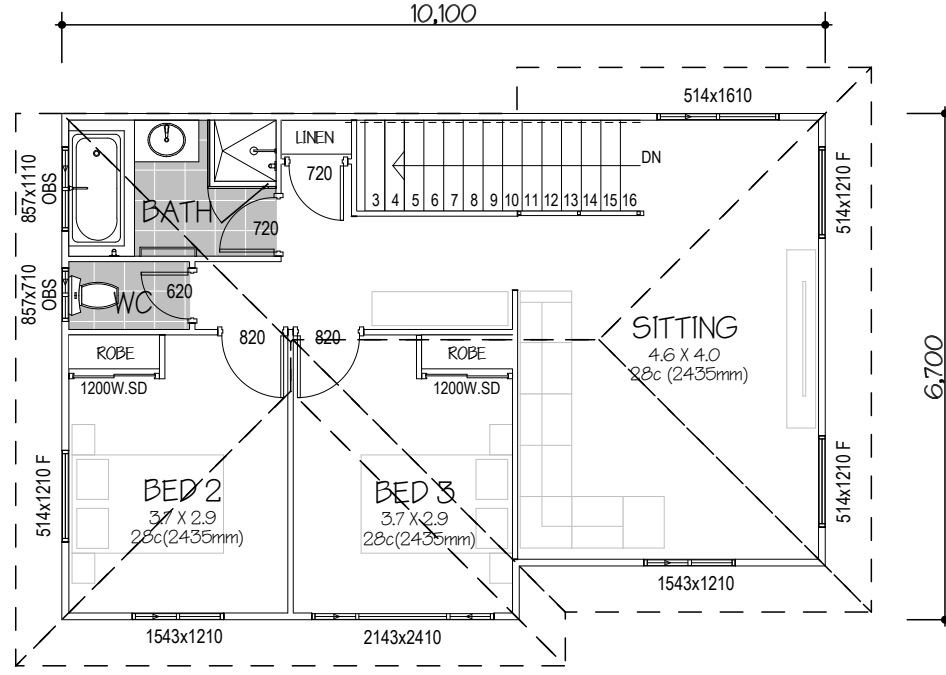 10,100
514x1610
LINEN
720
DN
3 4 5 6 7 8 9 10 11 12 13 14 15 16
857x1110
OBS
BATH
720
514x1210 F
857x710
OBS
WC
620
820
820
SITTING
4.6 X 4.0
28c (2435mm)
6,700
ROBE
1200W.SD
ROBE
1200W.SD
514x1210 F
BED 2
3.7 X 2.9
28c(2435mm)
BED 3
3.7 X 2.9
28c(2435mm)
514x1210 F
1543x1210
1543x1210
2143x2410